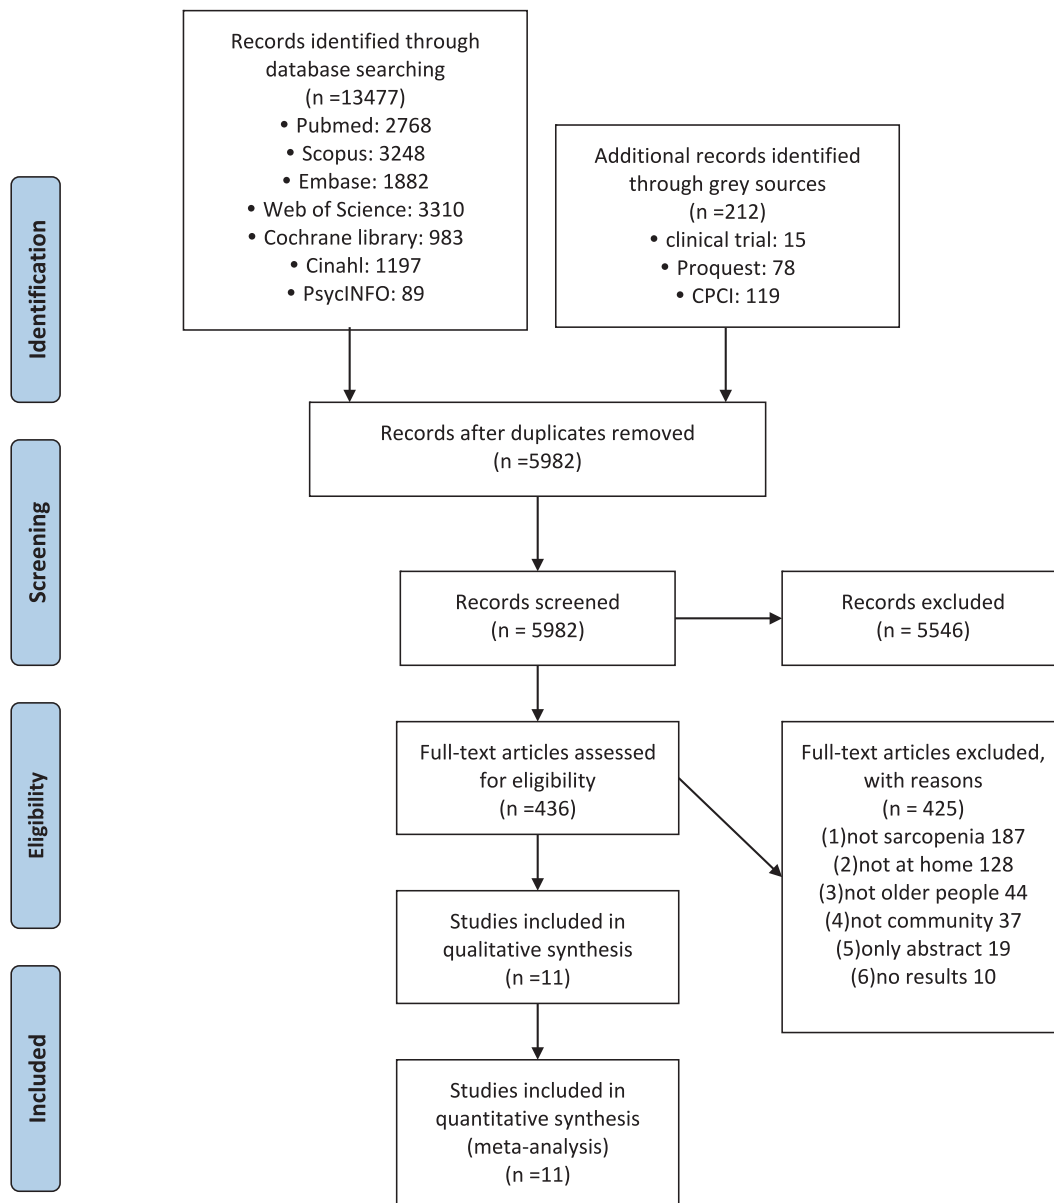 Records identified through
database searching
(n =13477)
• Pubmed: 2768
• Scopus: 3248
• Embase: 1882
• Web of Science: 3310
• Cochrane library: 983
• Cinahl: 1197
• PsycINFO: 89
Additional records identified
through grey sources
(n =212)
• clinical trial: 15
• Proquest: 78
• CPCI: 119
Identification
Records after duplicates removed
(n =5982)
Screening
Records screened
(n = 5982)
Records excluded
(n = 5546)
Eligibility
Full-text articles assessed
for eligibility
(n =436)
Full-text articles excluded,
with reasons
(n = 425)
(1)not sarcopenia 187
(2)not at home 128
(3)not older people 44
(4)not community 37
(5)only abstract 19
(6)no results 10
Studies included in
qualitative synthesis
(n =11)
Included
Studies included in
quantitative synthesis
(meta-analysis)
(n =11)